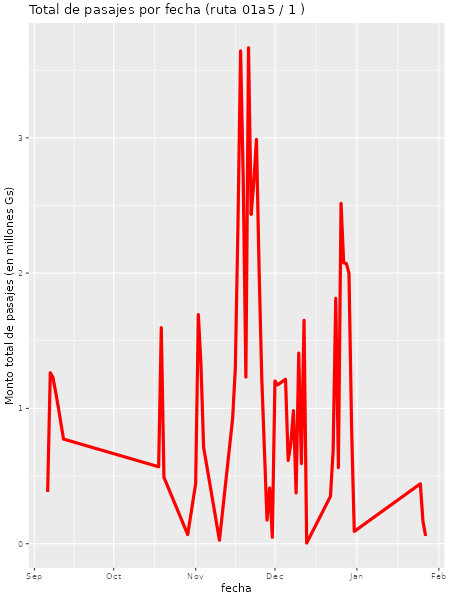 Total de pasajes por fecha (ruta 01a5 / 1 )
Monto total de pasajes (en millones Gs)
3
2
1
0
Sep Oct Nov Dec Jan Feb
fecha